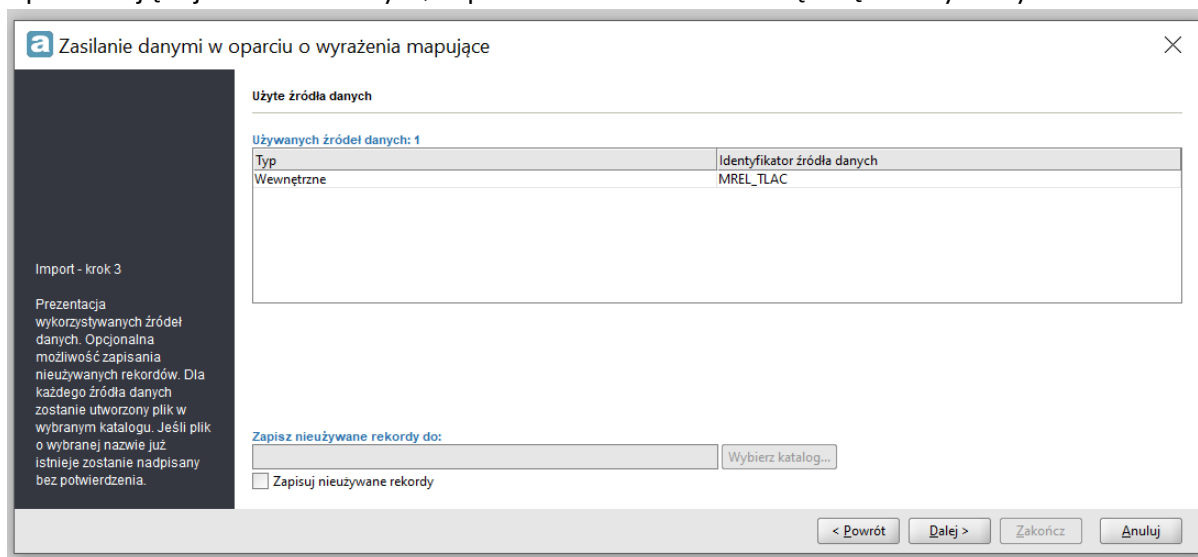 Zasilanie danymi w oparciu o wyrażenia mapujące
Użyte źródła danych
Używanych źródeł danych: 1
Typ Identyfikator źródła danych
Wewnętrzne MREL_TLAC
Import - krok 3
Prezentacja
wykorzystywanych źródeł
danych. Opcjonalna
możliwość zapisania
nieużywanych rekordów. Dla
każdego źródła danych
zostanie utworzony plik w
wybranym katalogu. Jeśli plik
o wybranej nazwie już
istnieje zostanie nadpisany
bez potwierdzenia.
Zapisz nieużywane rekordy do:
Wybierz katalog...
Zapisuj nieużywane rekordy
< Powrót Dalej > Zakończ Anuluj